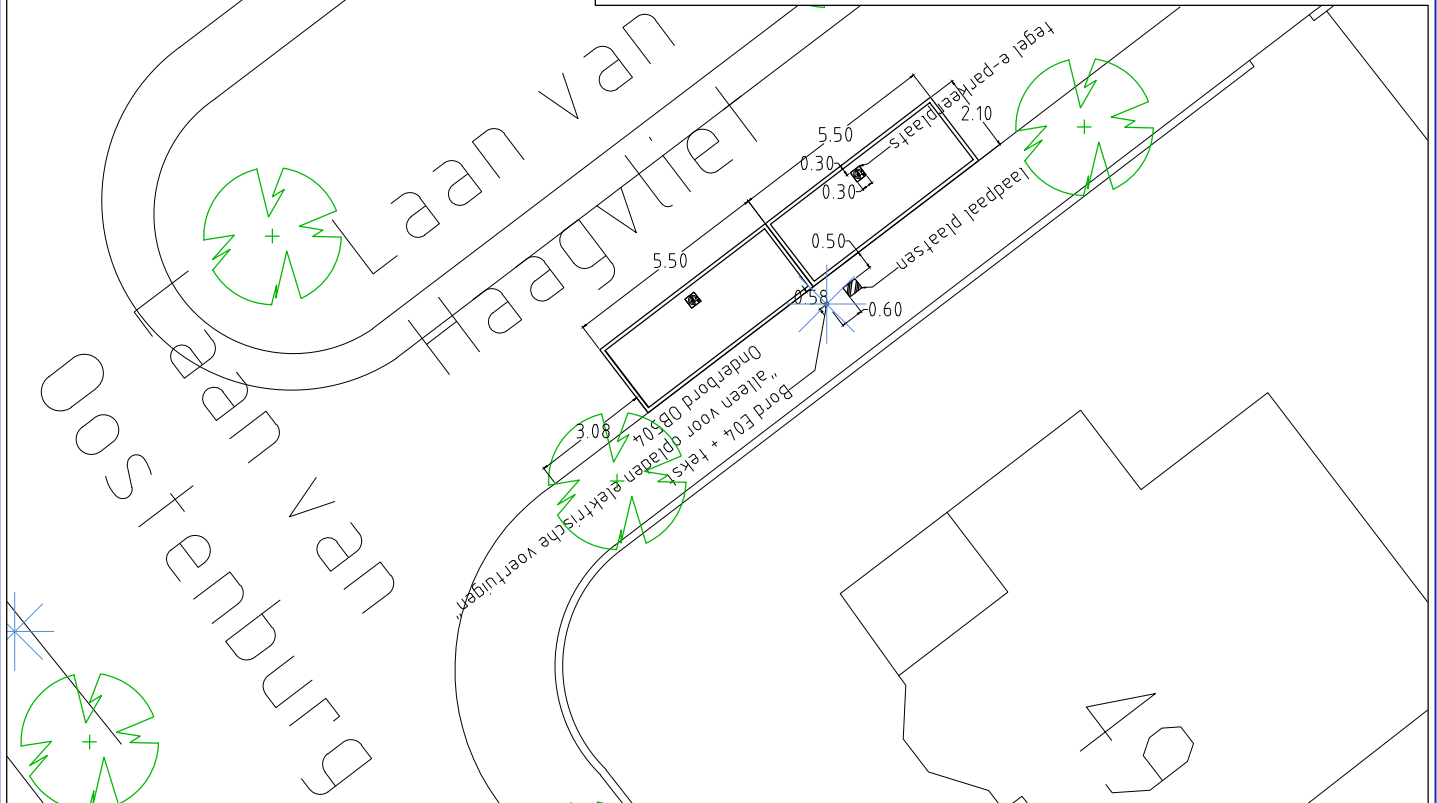 Laan van
Haagvliet
Laan van
Oostenburg
tegel e-parkeerplaats
laadpaal plaatsen
5.50
2.10
0.30
0.30
5.50
0.50
0.58
0.60
3.08
Bord E04 + tekst
"alleen voor opladen elektrische voertuigen"
Onderbord OB504
49